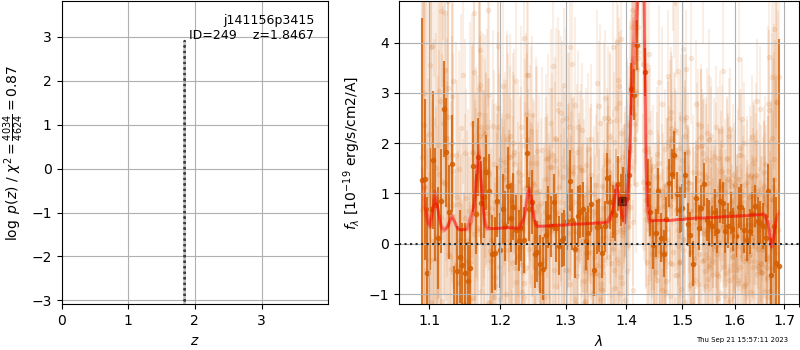 j141156p3415
ID=249 z=1.8467
log p(z) / χ² = 4034/4624 = 0.87
3
2
1
0
−1
−2
−3
0 1 2 3
z
fλ [10⁻¹⁹ erg/s/cm2/A]
4
3
2
1
0
−1
1.1 1.2 1.3 1.4 1.5 1.6 1.7
λ
Thu Sep 21 15:57:11 2023